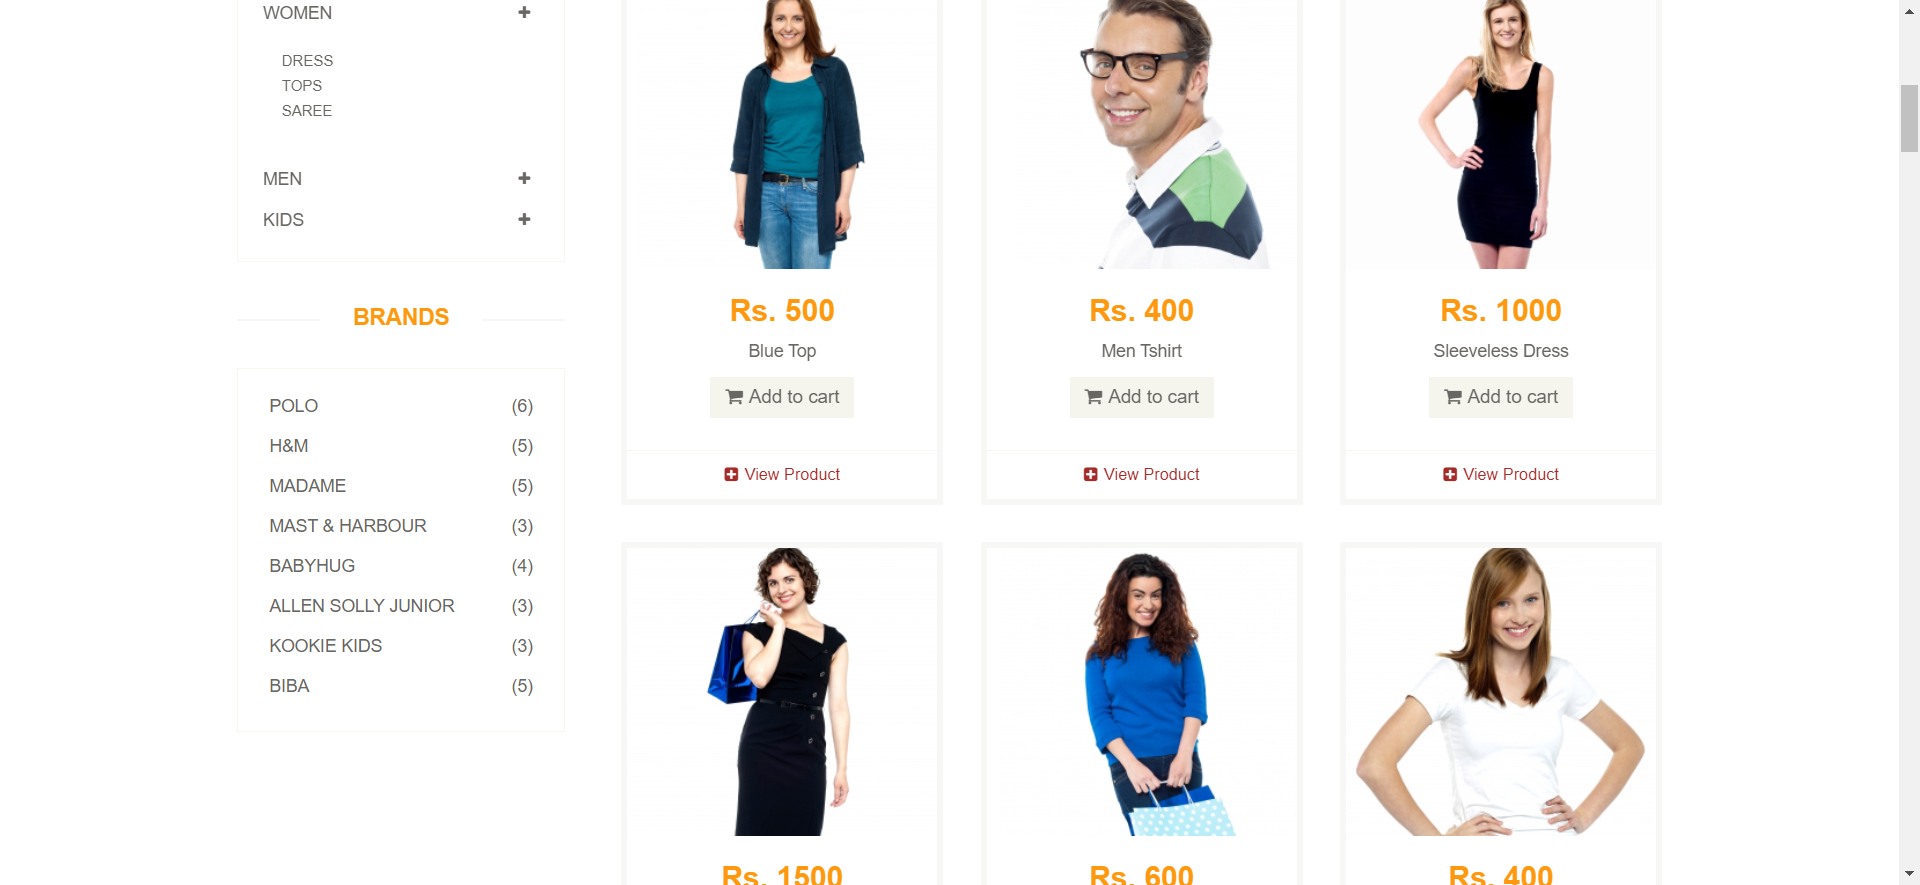 WOMEN
DRESS
TOPS
SAREE
MEN
KIDS
BRANDS
POLO (6)
H&M (5)
MADAME (5)
MAST & HARBOUR (3)
BABYHUG (4)
ALLEN SOLLY JUNIOR (3)
KOOKIE KIDS (3)
BIBA (5)
Rs. 500
Blue Top
Add to cart
View Product
Rs. 400
Men Tshirt
Add to cart
View Product
Rs. 1000
Sleeveless Dress
Add to cart
View Product
Rs. 1500
Rs. 600
Rs. 400